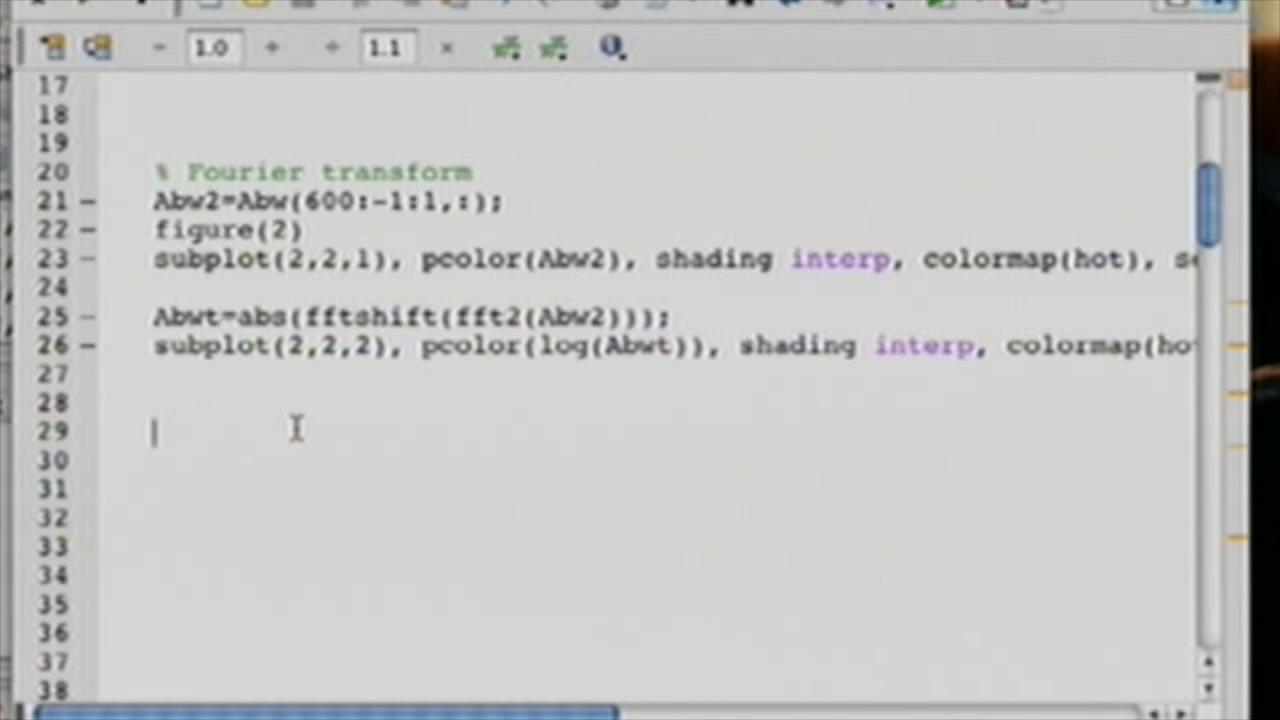 - 1.0 + ÷ 1.1 ×
17
18
19
20 % Fourier transform
21 - Abw2=Abw(600:-1:1,:);
22 - figure(2)
23 - subplot(2,2,1), pcolor(Abw2), shading interp, colormap(hot), s
24
25 - Abwt=abs(fftshift(fft2(Abw2)));
26 - subplot(2,2,2), pcolor(log(Abwt)), shading interp, colormap(ho
27
28
29
30
31
32
33
34
35
36
37
38